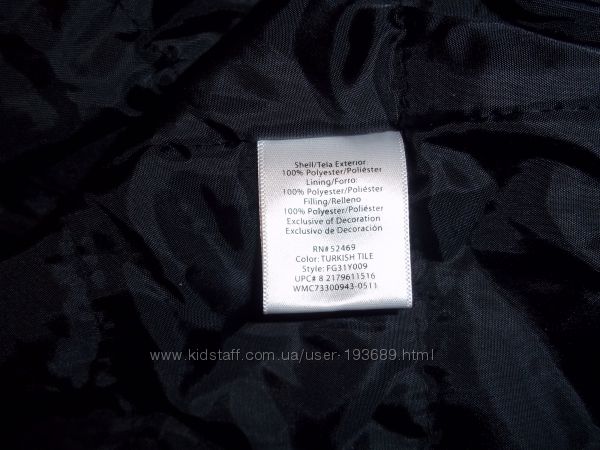 Shell/Tela Exterior
100% Polyester/Poliéster
Lining/Forro:
100% Polyester/Poliéster
Filling/Relleno
100% Polyester/Poliéster
Exclusive of Decoration
Exclusivo de Decoración
RN# 52469
Color: TURKISH TILE
Style: FG31Y009
UPC# 8 2179611516
WMC73300943-0511
www.kidstaff.com.ua/user-193689.html